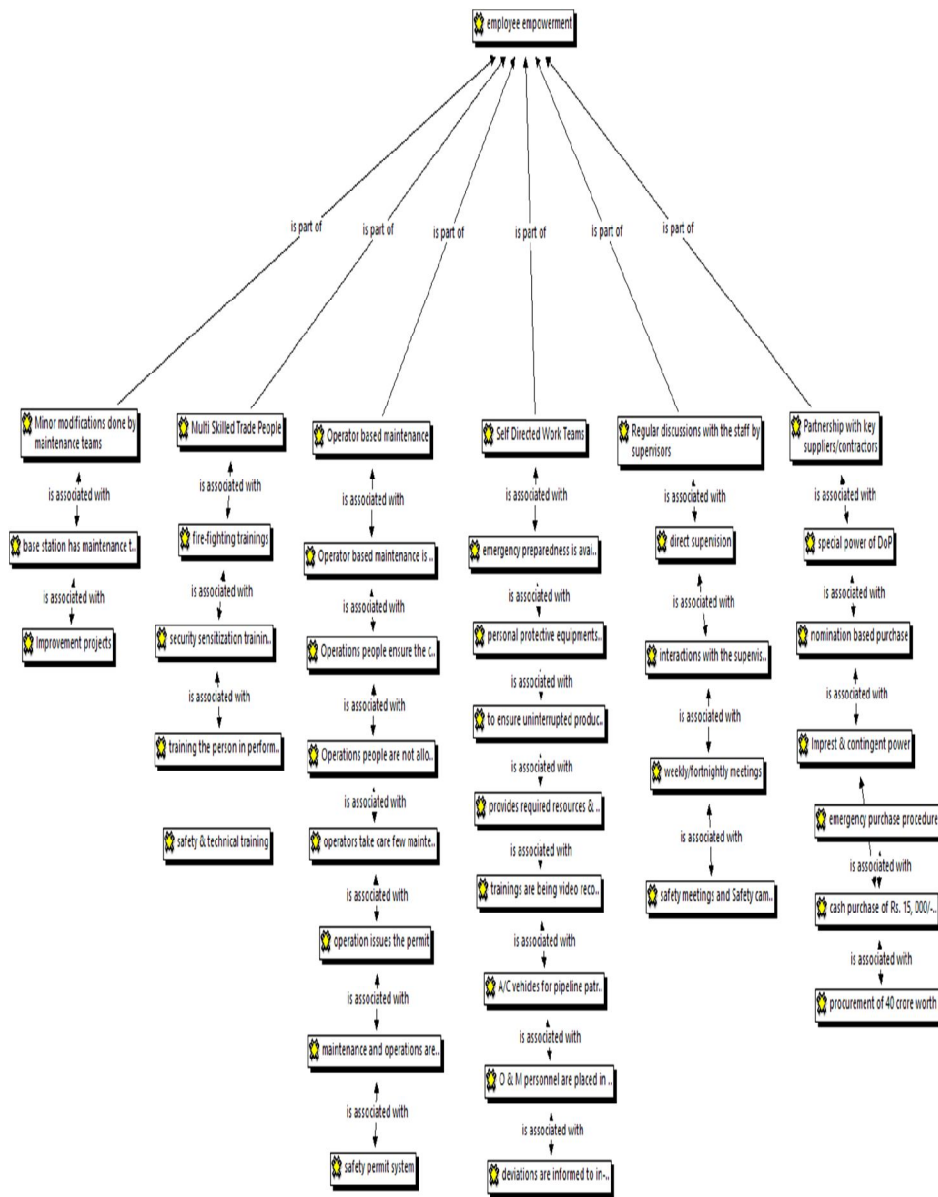 employee empowerment
is part of
is part of
is part of
is part of
is part of
is part of
Minor modifications done by
maintenance teams
Multi Skilled Trade People
Operator based maintenance
Self Directed Work Teams
Regular discussions with the staff by
supervisors
Partnership with key
suppliers/contractors
is associated with
is associated with
is associated with
is associated with
is associated with
is associated with
base station has maintenance t..
fire-fighting trainings
Operator based maintenance is ..
emergency preparedness is avai..
direct supervision
special power of DoP
is associated with
is associated with
is associated with
is associated with
is associated with
is associated with
Improvement projects
security sensitization trainin..
Operations people ensure the c..
personal protective equipments..
interactions with the supervis..
nomination based purchase
is associated with
is associated with
is associated with
is associated with
is associated with
training the person in perform..
Operations people are not allo..
to ensure uninterrupted produc..
weekly/fortnightly meetings
Imprest & contingent power
is associated with
is associated with
is associated with
safety & technical training
operators take care few mainte..
provides required resources & ..
safety meetings and Safety cam..
emergency purchase procedure
is associated with
is associated with
is associated with
operation issues the permit
trainings are being video reco..
cash purchase of Rs. 15, 000/-..
is associated with
is associated with
is associated with
maintenance and operations are..
A/C vehicles for pipeline patr..
procurement of 40 crore worth
is associated with
is associated with
safety permit system
O & M personnel are placed in ..
is associated with
deviations are informed to in-..